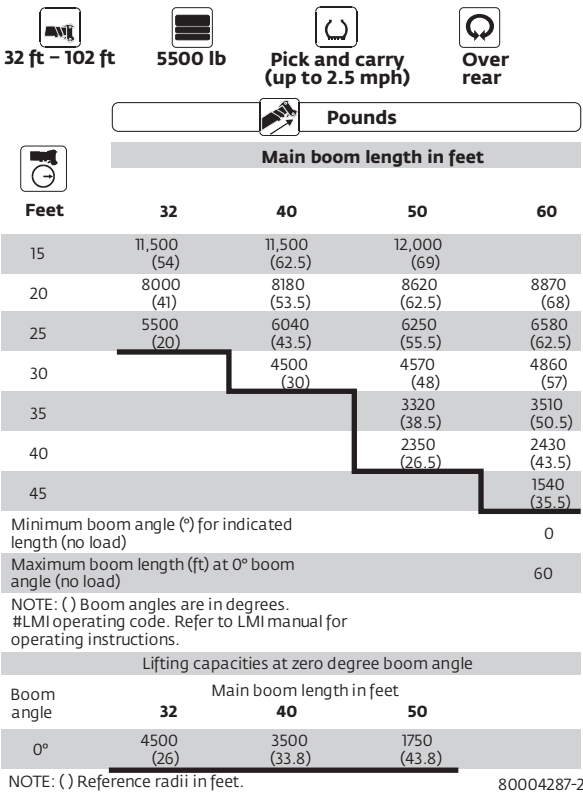 32 ft – 102 ft 5500 lb Pick and carry Over
(up to 2.5 mph) rear
Pounds
Main boom length in feet
Feet 32 40 50 60
15 11,500 11,500 12,000
(54) (62.5) (69)
20 8000 8180 8620 8870
(41) (53.5) (62.5) (68)
25 5500 6040 6250 6580
(20) (43.5) (55.5) (62.5)
30 4500 4570 4860
(30) (48) (57)
35 3320 3510
(38.5) (50.5)
40 2350 2430
(26.5) (43.5)
45 1540
(35.5)
Minimum boom angle (º) for indicated
length (no load) 0
Maximum boom length (ft) at 0º boom
angle (no load) 60
NOTE: ( ) Boom angles are in degrees.
#LMI operating code. Refer to LMI manual for
operating instructions.
Lifting capacities at zero degree boom angle
Boom Main boom length in feet
angle 32 40 50
0º 4500 3500 1750
(26) (33.8) (43.8)
NOTE: ( ) Reference radii in feet. 80004287-2